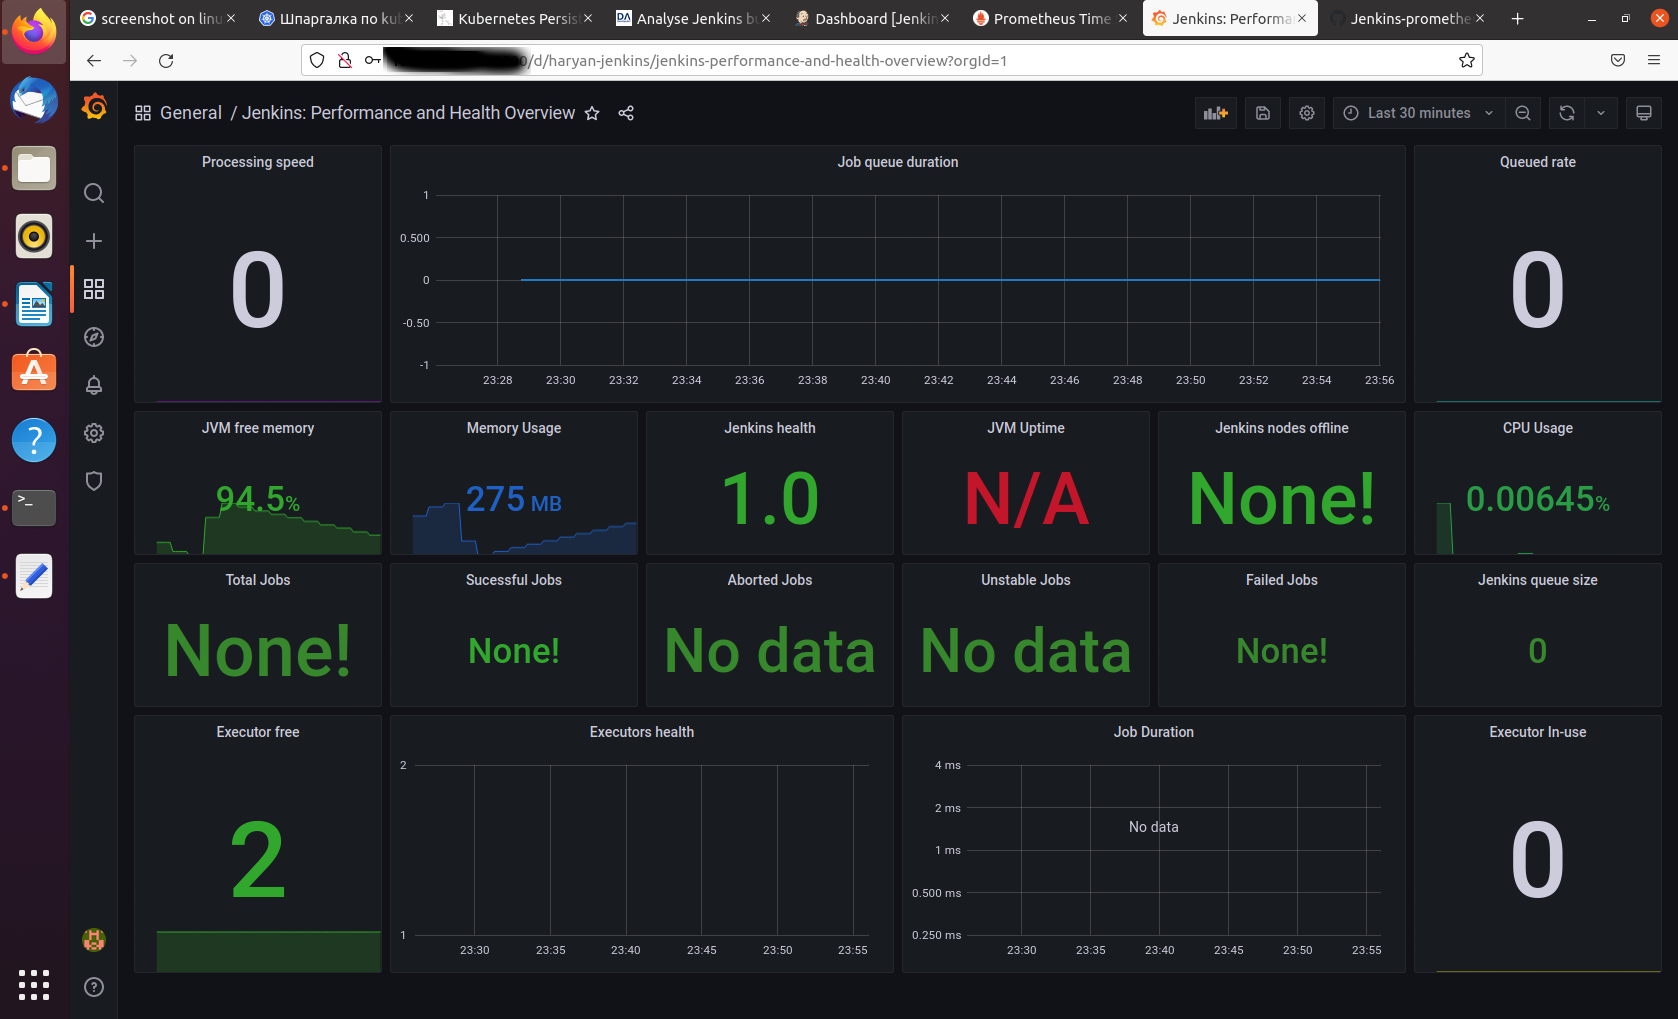 screenshot on linu
Шпаргалка по kub
Kubernetes Persis
Analyse Jenkins bu
Dashboard [Jenkin
Prometheus Time
Jenkins: Performa
Jenkins-promethe
/d/haryan-jenkins/jenkins-performance-and-health-overview?orgId=1
General / Jenkins: Performance and Health Overview
Last 30 minutes
Processing speed
0
Job queue duration
1
0.500
0
-0.50
-1
23:28 23:30 23:32 23:34 23:36 23:38 23:40 23:42 23:44 23:46 23:48 23:50 23:52 23:54 23:56
Queued rate
0
JVM free memory
94.5%
Memory Usage
275 MB
Jenkins health
1.0
JVM Uptime
N/A
Jenkins nodes offline
None!
CPU Usage
0.00645%
Total Jobs
None!
Sucessful Jobs
None!
Aborted Jobs
No data
Unstable Jobs
No data
Failed Jobs
None!
Jenkins queue size
0
Executor free
2
Executors health
2
1
23:30 23:35 23:40 23:45 23:50 23:55
Job Duration
4 ms
2 ms
No data
1 ms
0.500 ms
0.250 ms
23:30 23:35 23:40 23:45 23:50 23:55
Executor In-use
0